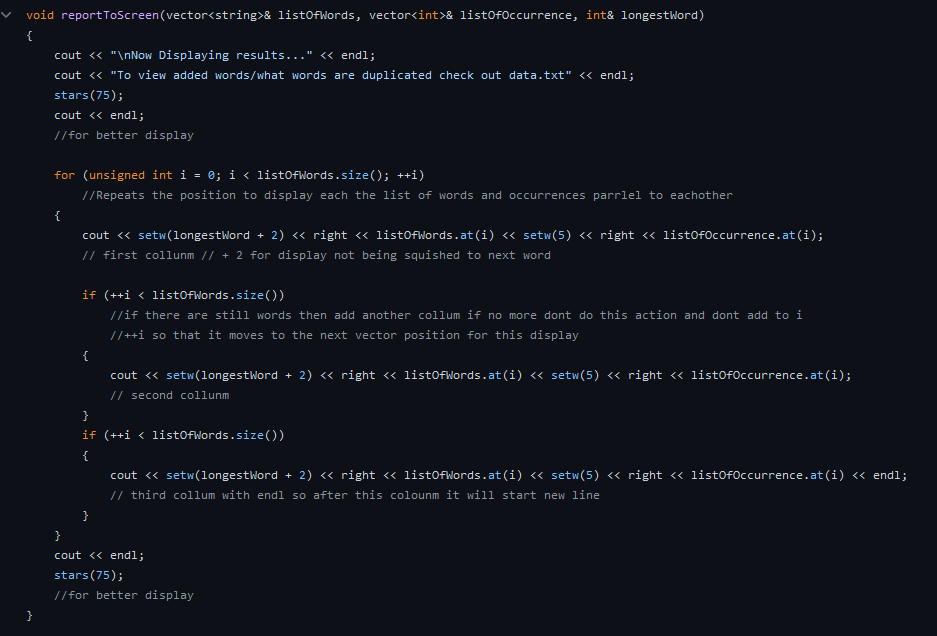 void reportToScreen(vector<string>& listOfWords, vector<int>& listOfOccurrence, int& longestWord)
{
    cout << "\nNow Displaying results..." << endl;
    cout << "To view added words/what words are duplicated check out data.txt" << endl;
    stars(75);
    cout << endl;
    //for better display

    for (unsigned int i = 0; i < listOfWords.size(); ++i)
        //Repeats the position to display each the list of words and occurrences parrlel to eachother
    {
        cout << setw(longestWord + 2) << right << listOfWords.at(i) << setw(5) << right << listOfOccurrence.at(i);
        // first collunm // + 2 for display not being squished to next word

        if (++i < listOfWords.size())
            //if there are still words then add another collum if no more dont do this action and dont add to i
            //++i so that it moves to the next vector position for this display
        {
            cout << setw(longestWord + 2) << right << listOfWords.at(i) << setw(5) << right << listOfOccurrence.at(i);
            // second collunm
        }
        if (++i < listOfWords.size())
        {
            cout << setw(longestWord + 2) << right << listOfWords.at(i) << setw(5) << right << listOfOccurrence.at(i) << endl;
            // third collum with endl so after this colounm it will start new line
        }
    }
    cout << endl;
    stars(75);
    //for better display
}